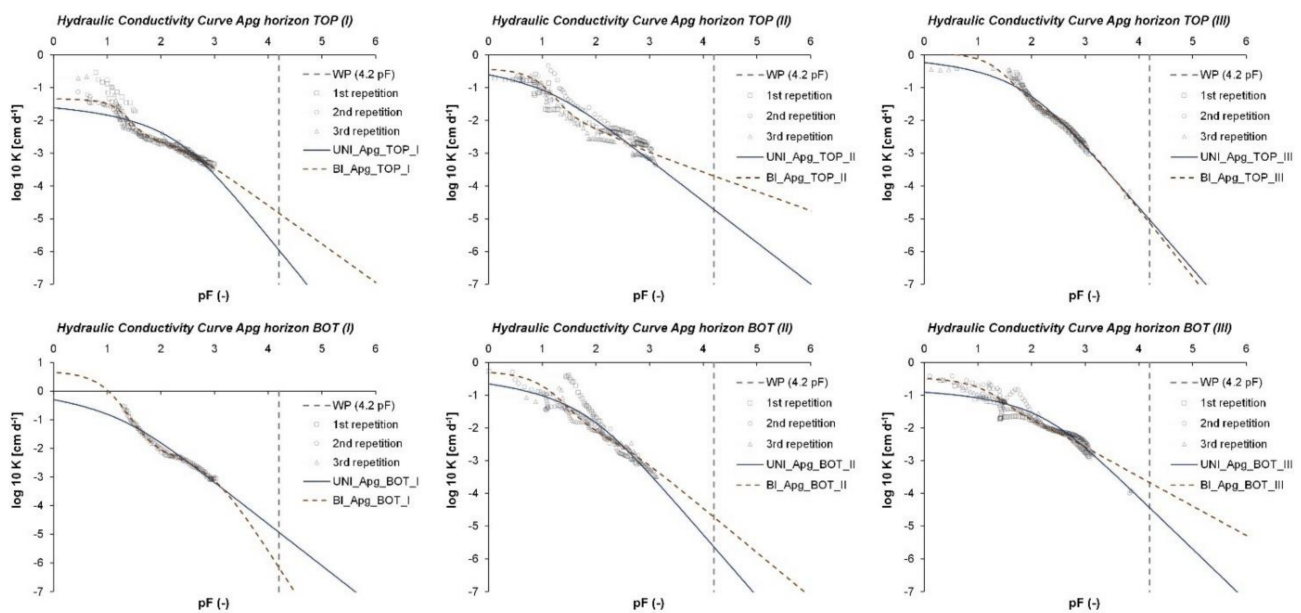 Hydraulic Conductivity Curve Apg horizon TOP (I)
0 1 2 3 4 5 6
0
-1
-2
-3
-4
-5
-6
-7
log 10 K [cm d⁻¹]
pF (-)
WP (4.2 pF)
1st repetition
2nd repetition
3rd repetition
UNI_Apg_TOP_I
BI_Apg_TOP_I
Hydraulic Conductivity Curve Apg horizon TOP (II)
0 1 2 3 4 5 6
0
-1
-2
-3
-4
-5
-6
-7
log 10 K [cm d⁻¹]
pF (-)
WP (4.2 pF)
1st repetition
2nd repetition
3rd repetition
UNI_Apg_TOP_II
BI_Apg_TOP_II
Hydraulic Conductivity Curve Apg horizon TOP (III)
0 1 2 3 4 5 6
0
-1
-2
-3
-4
-5
-6
-7
log 10 K [cm d⁻¹]
pF (-)
WP (4.2 pF)
1st repetition
2nd repetition
3rd repetition
UNI_Apg_TOP_III
BI_Apg_TOP_III
Hydraulic Conductivity Curve Apg horizon BOT (I)
0 1 2 3 4 5 6
1
0
-1
-2
-3
-4
-5
-6
-7
log 10 K [cm d⁻¹]
pF (-)
WP (4.2 pF)
1st repetition
2nd repetition
3rd repetition
UNI_Apg_BOT_I
BI_Apg_BOT_I
Hydraulic Conductivity Curve Apg horizon BOT (II)
0 1 2 3 4 5 6
0
-1
-2
-3
-4
-5
-6
-7
log 10 K [cm d⁻¹]
pF (-)
WP (4.2 pF)
1st repetition
2nd repetition
3rd repetition
UNI_Apg_BOT_II
BI_Apg_BOT_II
Hydraulic Conductivity Curve Apg horizon BOT (III)
0 1 2 3 4 5 6
0
-1
-2
-3
-4
-5
-6
-7
log 10 K [cm d⁻¹]
pF (-)
WP (4.2 pF)
1st repetition
2nd repetition
3rd repetition
UNI_Apg_BOT_III
BI_Apg_BOT_III